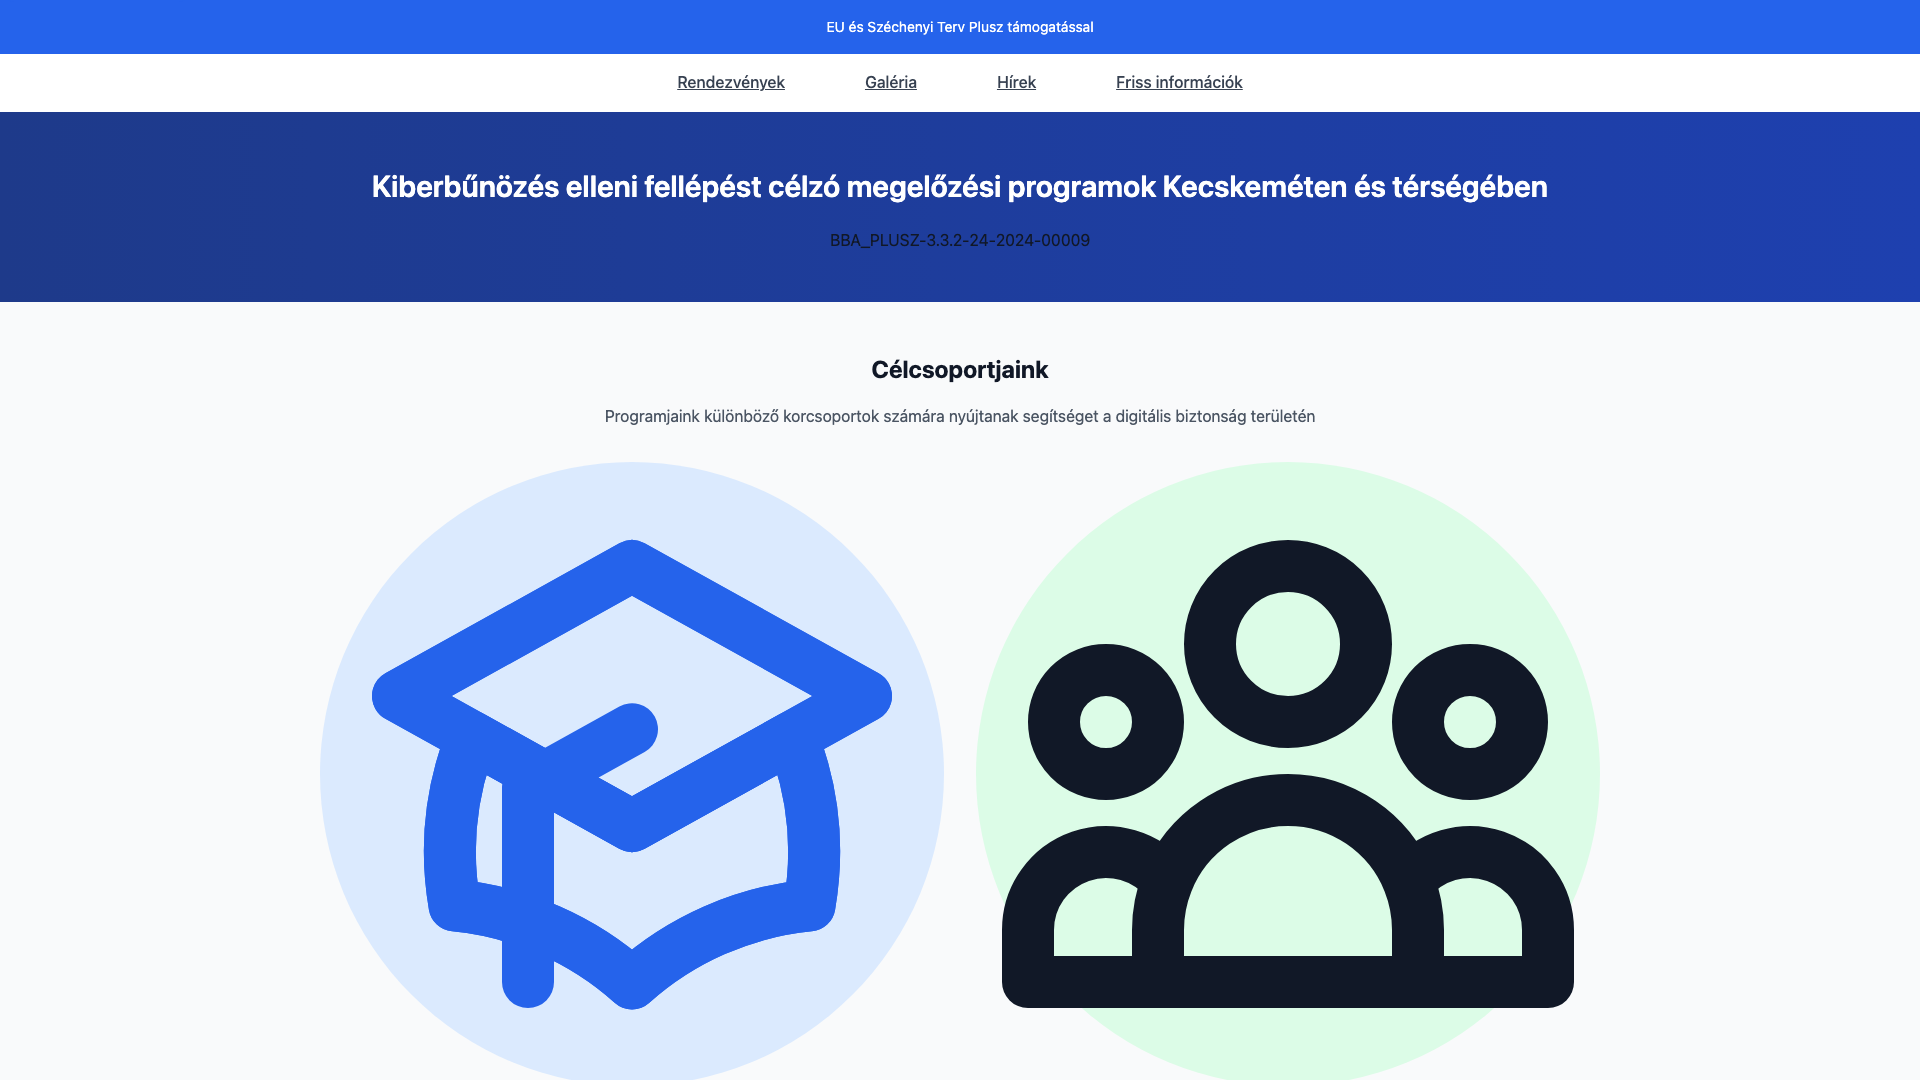 EU és Széchenyi Terv Plusz támogatással
Rendezvények
Galéria
Hírek
Friss információk
Kiberbűnözés elleni fellépést célzó megelőzési programok Kecskeméten és térségében
BBA_PLUSZ-3.3.2-24-2024-00009
Célcsoportjaink
Programjaink különböző korcsoportok számára nyújtanak segítséget a digitális biztonság területén